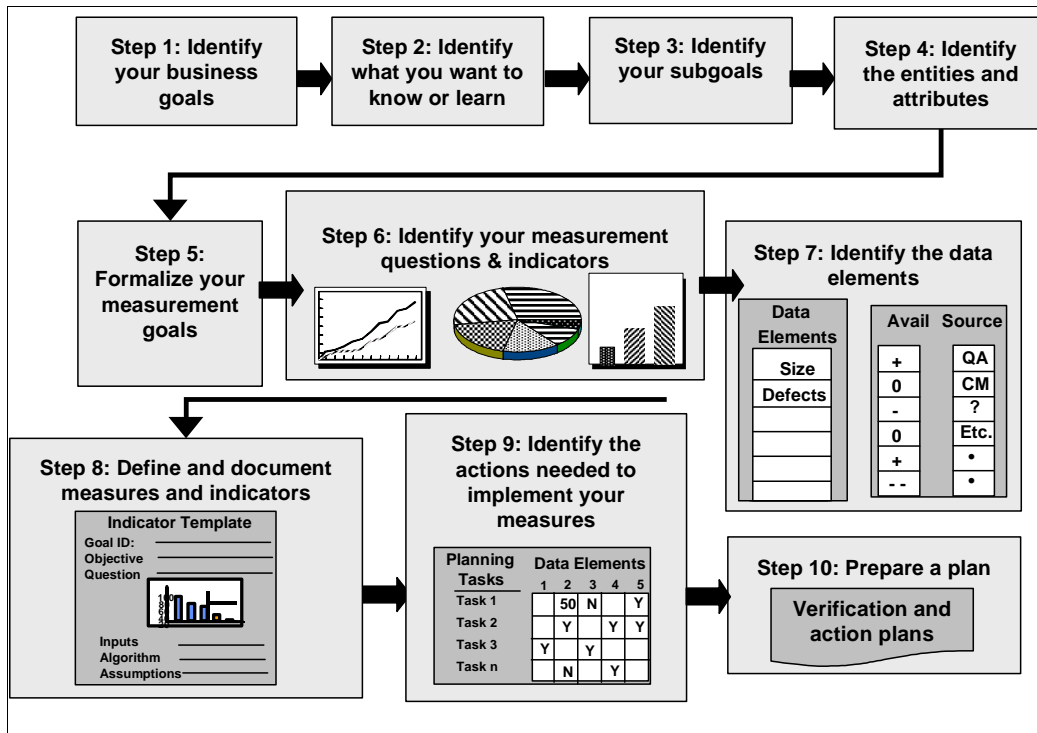 Step 1: Identify
your business
goals
Step 2: Identify
what you want to
know or learn
Step 3: Identify
your subgoals
Step 4: Identify
the entities and
attributes
Step 5:
Formalize your
measurement
goals
Step 6: Identify your measurement
questions & indicators
Step 7: Identify the data
elements
Data
Elements
Size
Defects
Avail Source
+ QA
0 CM
- ?
0 Etc.
+ •
-- •
Step 8: Define and document
measures and indicators
Indicator Template
Goal ID:
Objective
Question
Inputs
Algorithm
Assumptions
Step 9: Identify the
actions needed to
implement your
measures
Planning
Tasks
Data Elements
1 2 3 4 5
Task 1 50 N Y
Task 2 Y Y Y
Task 3 Y Y
Task n N Y
Step 10: Prepare a plan
Verification and
action plans